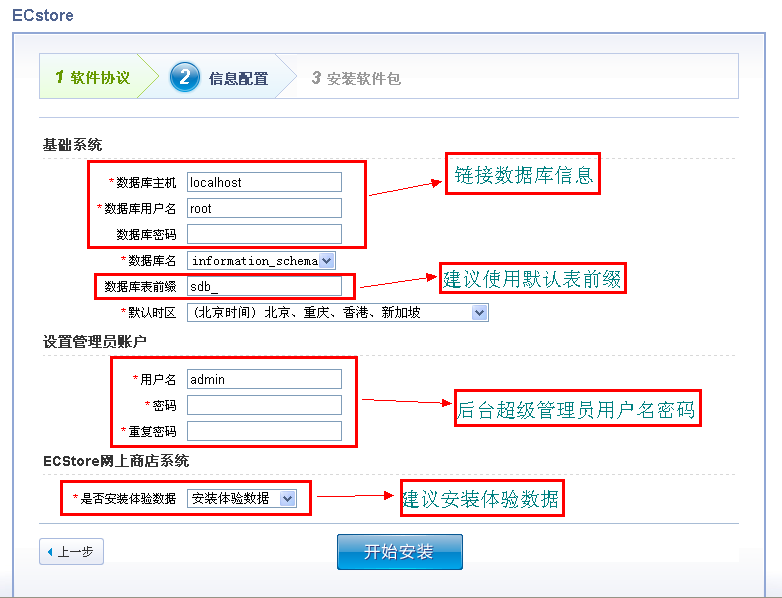 ECstore
1 软件协议 2 信息配置 3 安装软件包
基础系统
*数据库主机 localhost
链接数据库信息
*数据库用户名 root
数据库密码
*数据库名 information_schema
数据库表前缀 sdb_
建议使用默认表前缀
*默认时区 (北京时间) 北京、重庆、香港、新加坡
设置管理员账户
*用户名 admin
*密码
后台超级管理员用户名密码
*重复密码
ECStore网上商店系统
*是否安装体验数据 安装体验数据
建议安装体验数据
上一步 开始安装